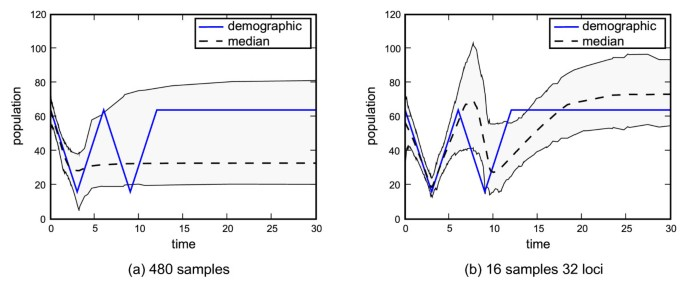 120
100
80
60
40
20
0
population
demographic
median
0 5 10 15 20 25 30
time
(a) 480 samples
120
100
80
60
40
20
0
population
demographic
median
0 5 10 15 20 25 30
time
(b) 16 samples 32 loci